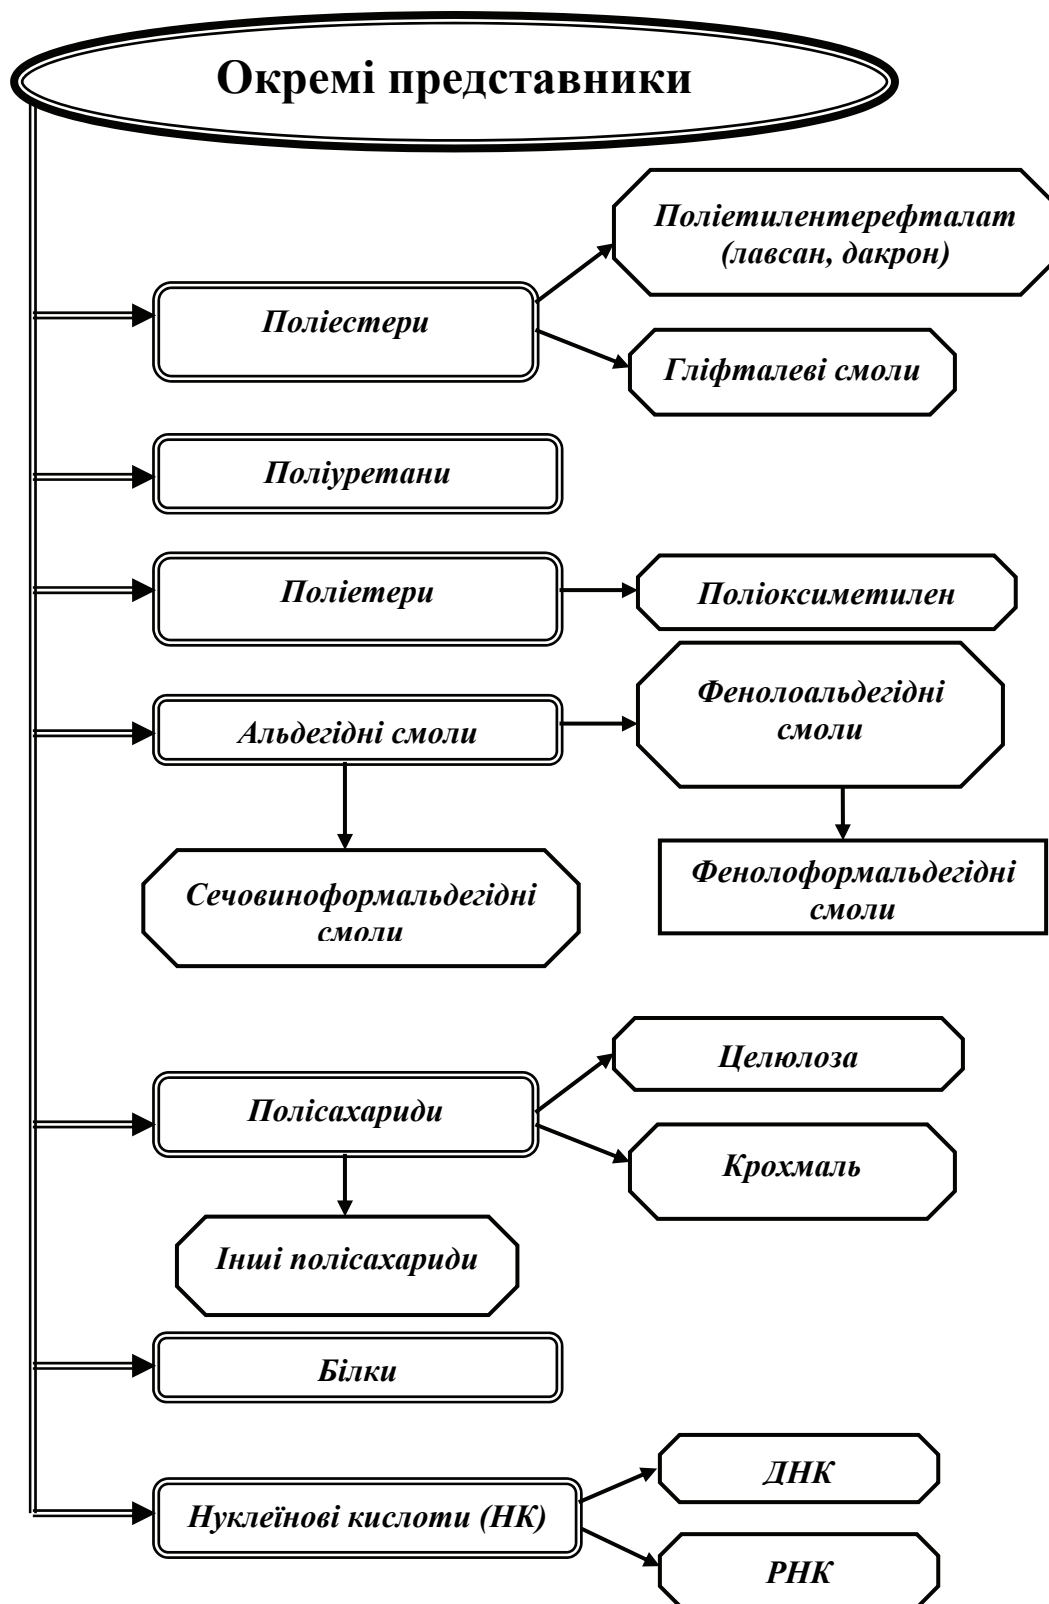 Окремі представники
Поліетилентерефталат
(лавсан, дакрон)
Поліестери
Гліфталеві смоли
Поліуретани
Поліетери
Поліоксиметилен
Фенолоальдегідні
смоли
Альдегідні смоли
Сечовиноформальдегідні
смоли
Фенолоформальдегідні
смоли
Целюлоза
Полісахариди
Крохмаль
Інші полісахариди
Білки
ДНК
Нуклеїнові кислоти (НК)
РНК